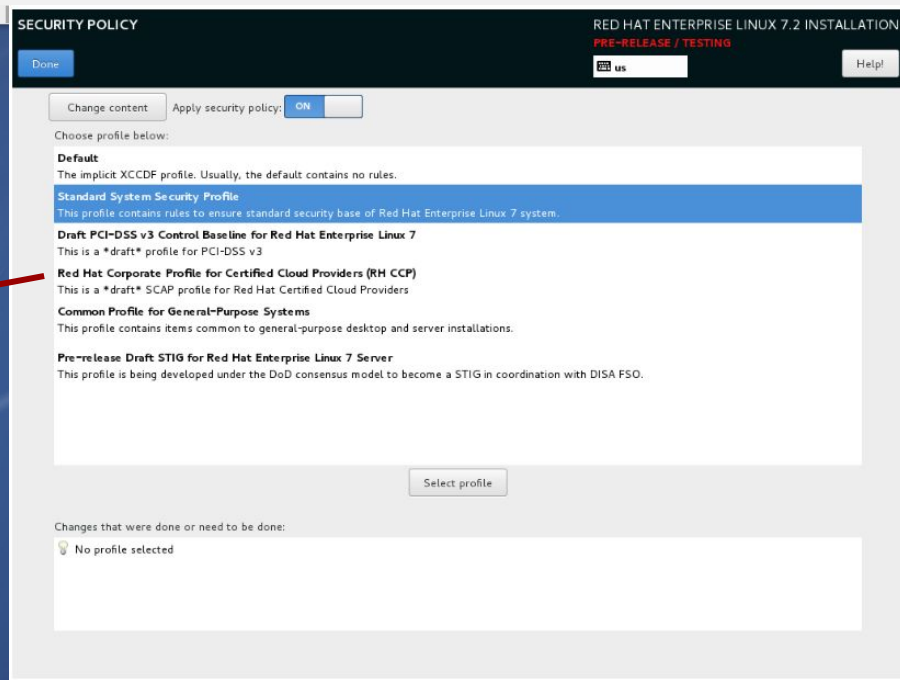 SECURITY POLICY
RED HAT ENTERPRISE LINUX 7.2 INSTALLATION
PRE-RELEASE / TESTING
Done
us
Help!
Change content
Apply security policy:
ON
Choose profile below:
Default
The implicit XCCDF profile. Usually, the default contains no rules.
Standard System Security Profile
This profile contains rules to ensure standard security base of Red Hat Enterprise Linux 7 system.
Draft PCI-DSS v3 Control Baseline for Red Hat Enterprise Linux 7
This is a *draft* profile for PCI-DSS v3
Red Hat Corporate Profile for Certified Cloud Providers (RH CCP)
This is a *draft* SCAP profile for Red Hat Certified Cloud Providers
Common Profile for General-Purpose Systems
This profile contains items common to general-purpose desktop and server installations.
Pre-release Draft STIG for Red Hat Enterprise Linux 7 Server
This profile is being developed under the DoD consensus model to become a STIG in coordination with DISA FSO.
Select profile
Changes that were done or need to be done:
No profile selected